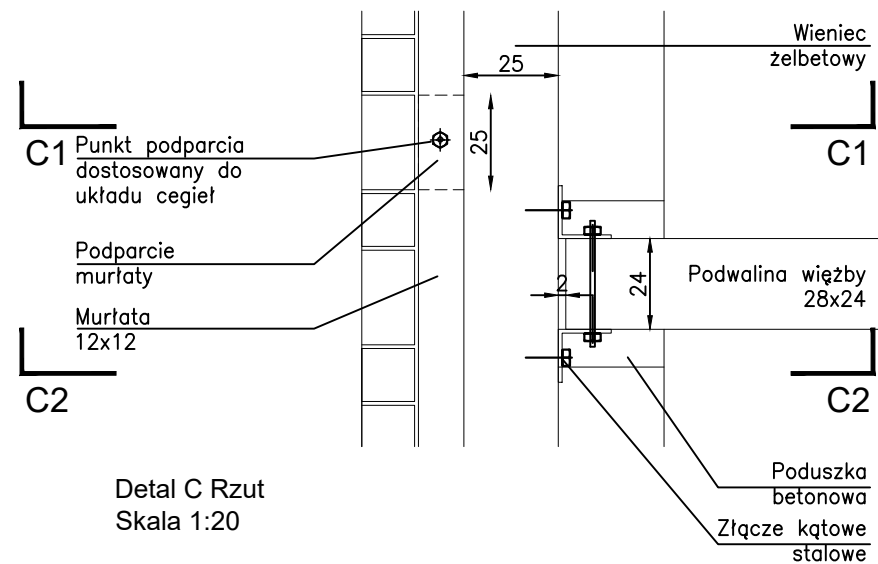 Wieniec
żelbetowy
25
C1
Punkt podparcia
dostosowany do
układu cegieł
25
C1
Podparcie
murłaty
Murłata
12x12
2
24
Podwalina więżby
28x24
C2
C2
Detal C Rzut
Skala 1:20
Poduszka
betonowa
Złącze kątowe
stalowe